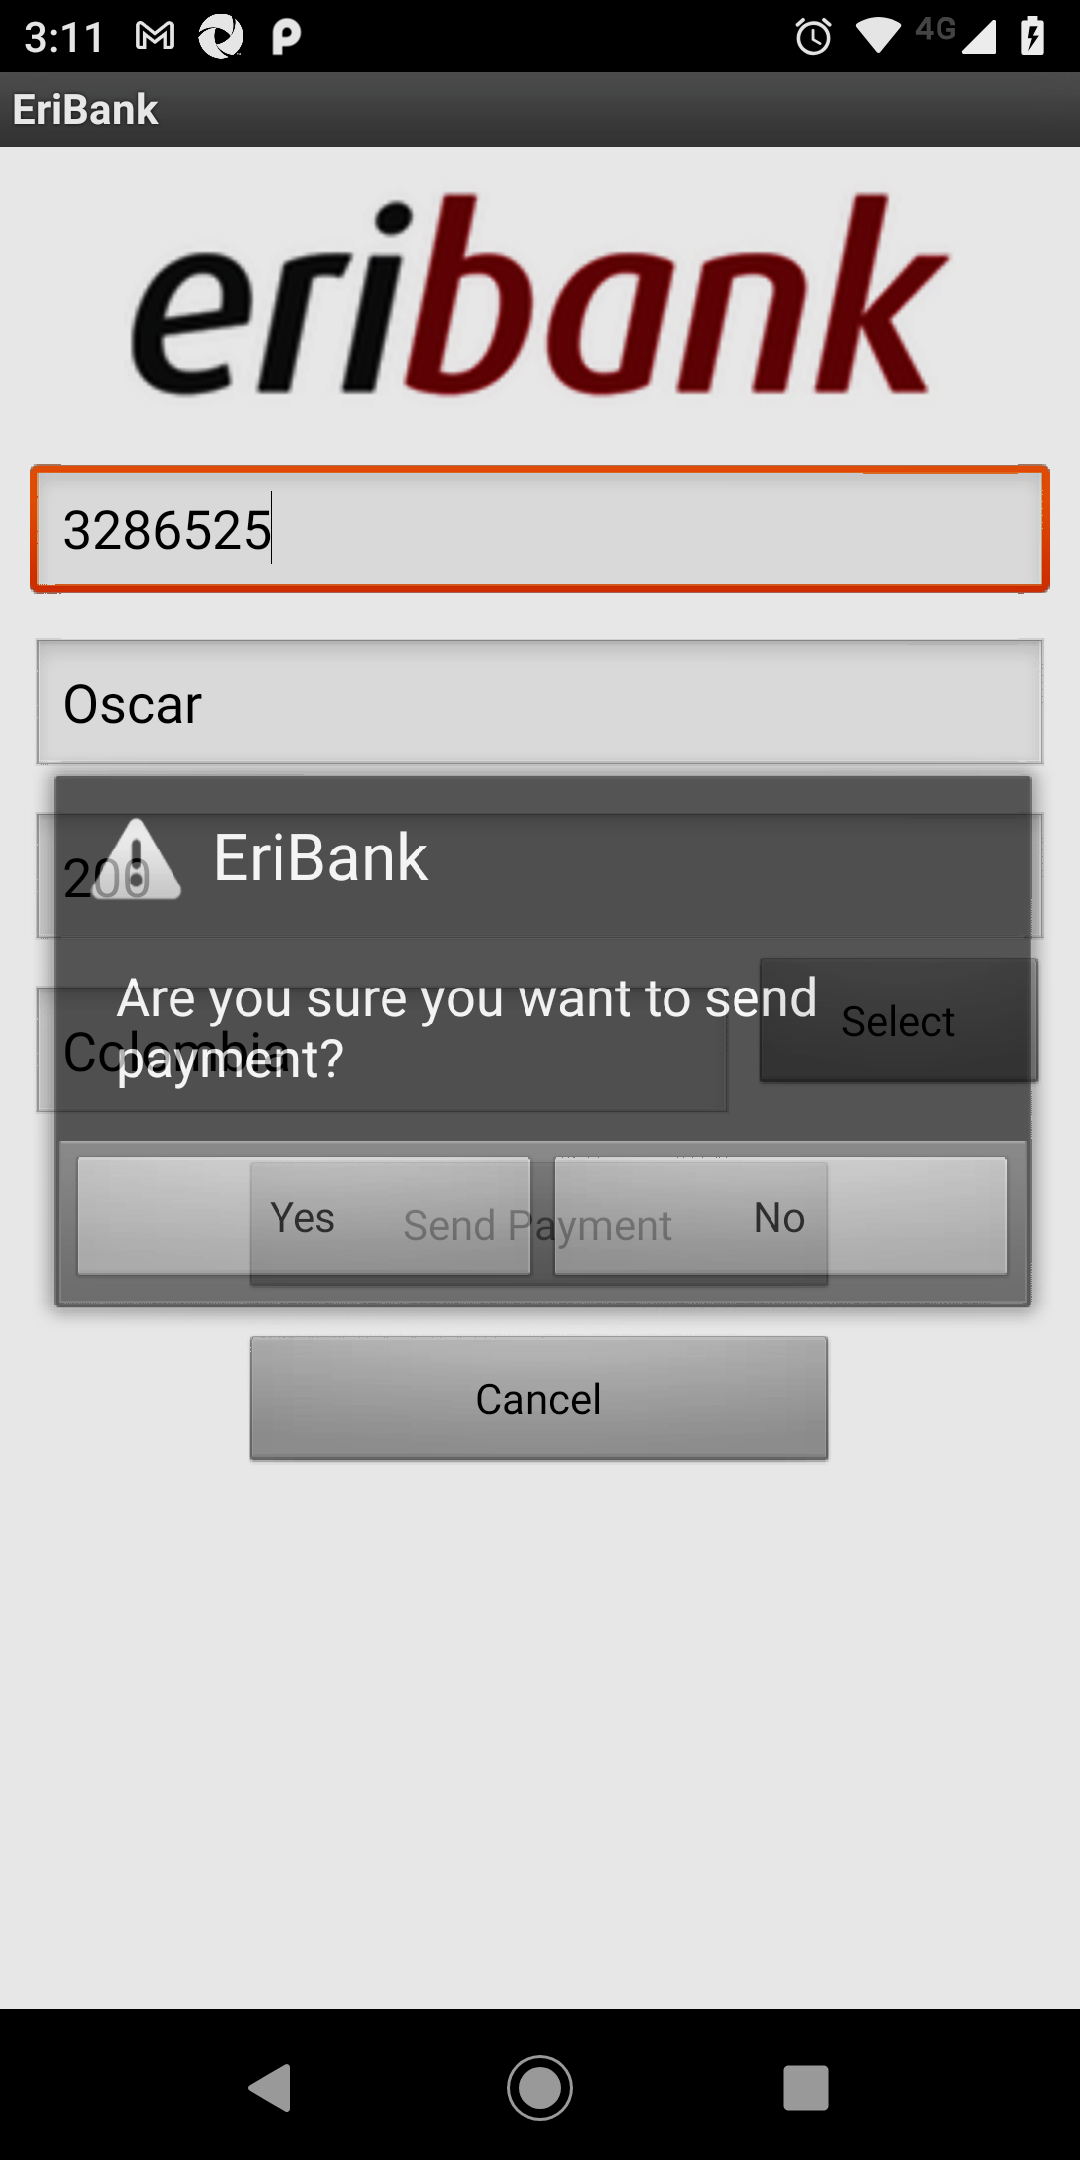 3:11 4G
EriBank
eribank
3286525
Oscar
200
EriBank
Are you sure you want to send
payment?
Colombia
Select
Yes
Send Payment
No
Cancel